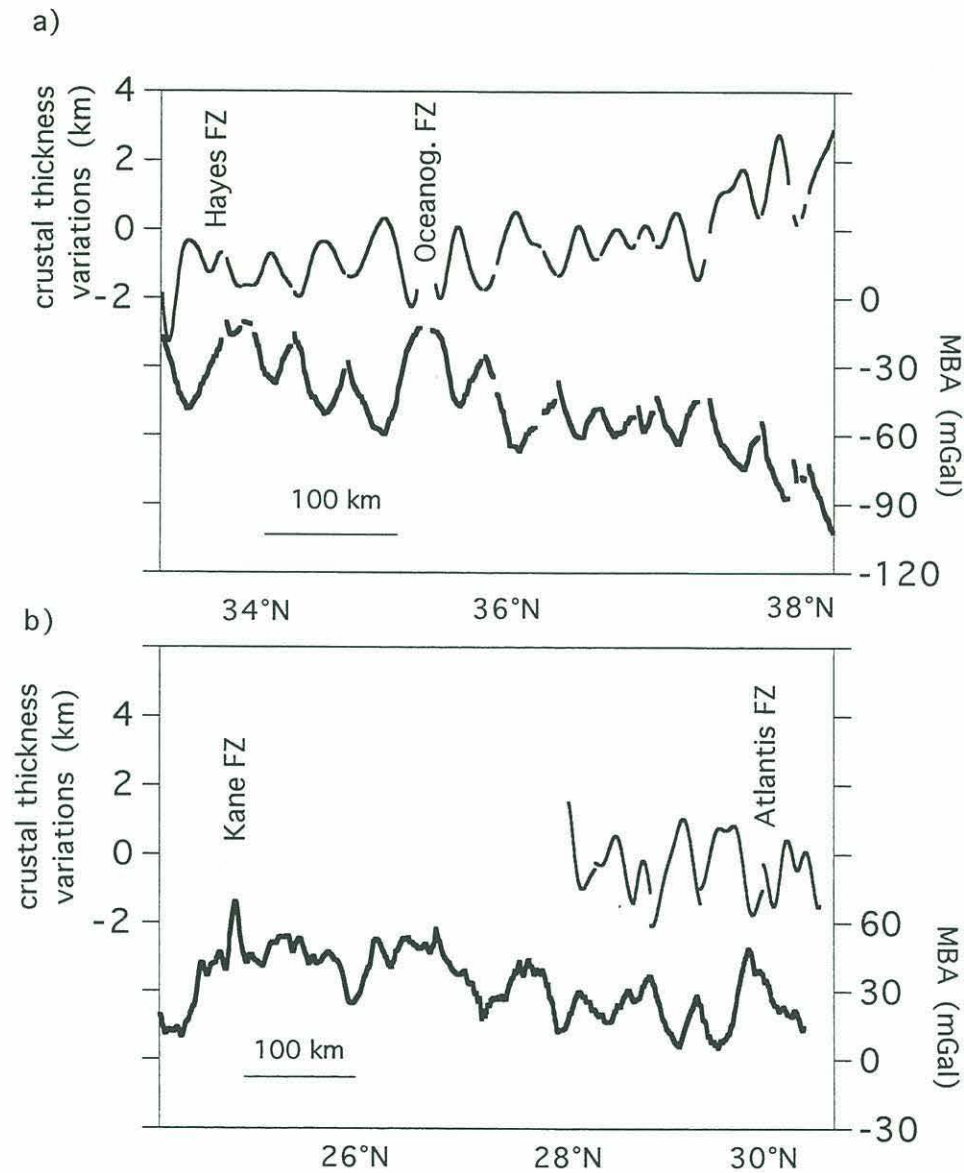 a)
crustal thickness
variations (km)
4
2
0
-2
Hayes FZ
Oceanog. FZ
0
-30
-60
-90
-120
MBA (mGal)
100 km
34°N
36°N
38°N
b)
crustal thickness
variations (km)
4
2
0
-2
Kane FZ
Atlantis FZ
60
30
0
-30
MBA (mGal)
100 km
26°N
28°N
30°N